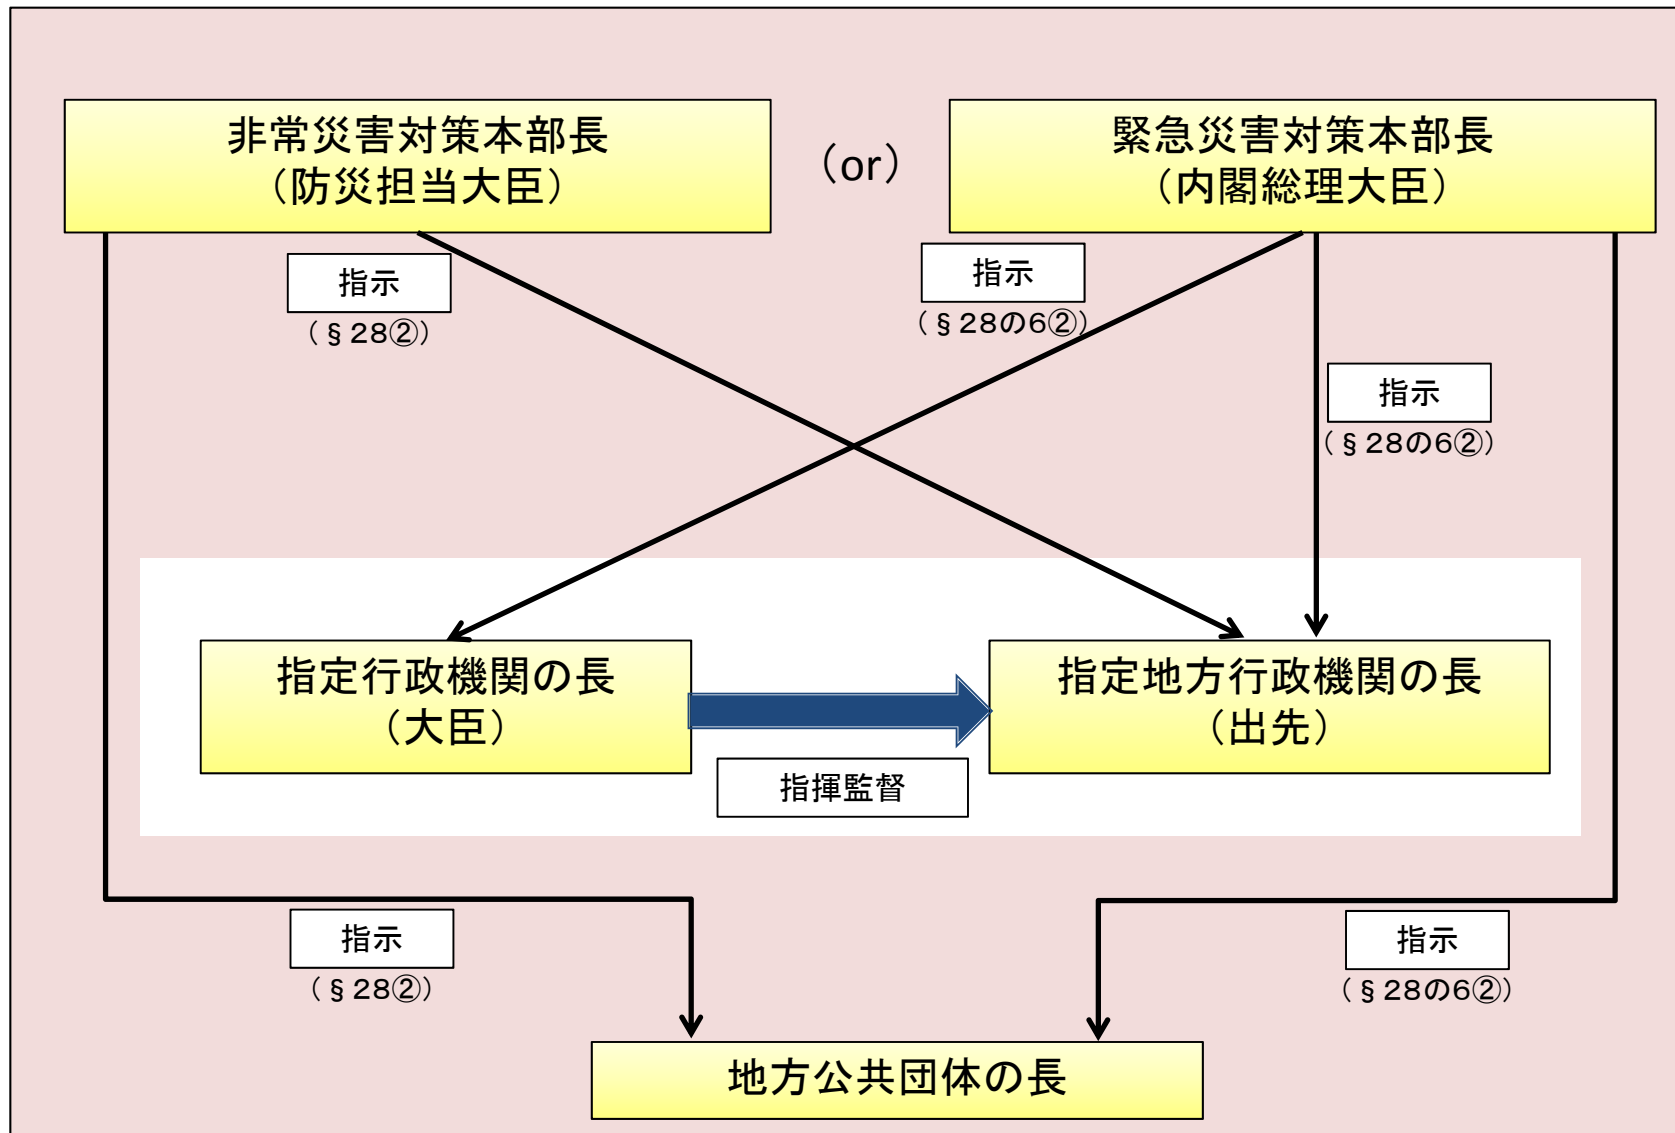 非常災害対策本部長
（防災担当大臣）
（or）
緊急災害対策本部長
（内閣総理大臣）
指示
（§28②）
指示
（§28の6②）
指示
（§28の6②）
指定行政機関の長
（大臣）
指定地方行政機関の長
（出先）
指揮監督
指示
（§28②）
指示
（§28の6②）
地方公共団体の長